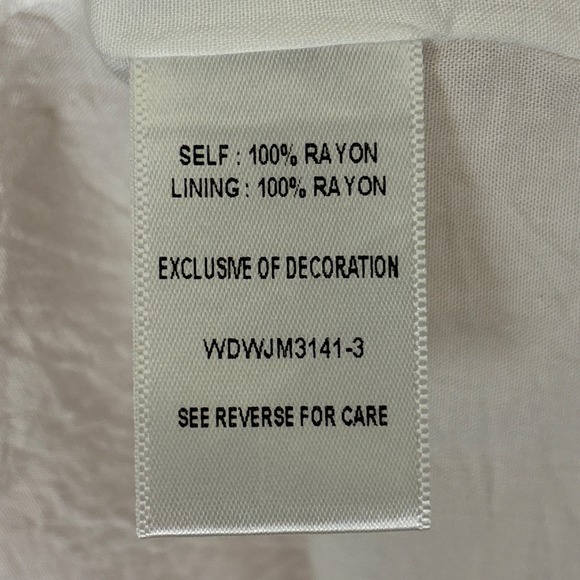 SELF : 100% RAYON
LINING : 100% RAYON
EXCLUSIVE OF DECORATION
WDWJM3141-3
SEE REVERSE FOR CARE